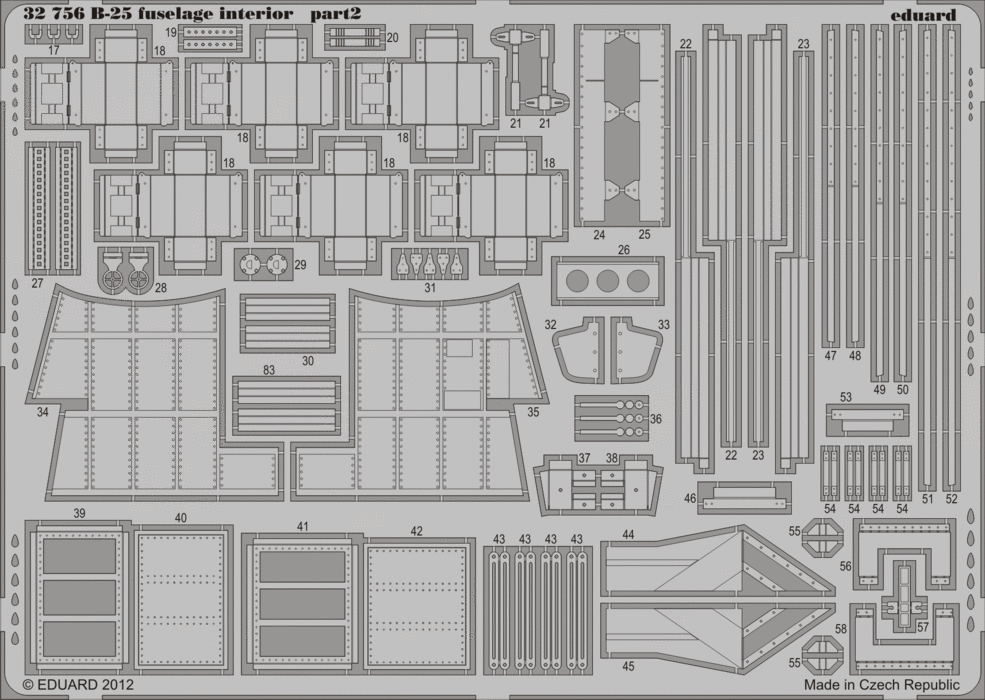 32 756 B-25 fuselage interior part2 eduard
17 18 19 20 22 23
21 21
18 18 18
18 18 18
24 25
26
27 28 29 31
32 33
30
47 48
83
49 50
53
34 35
36
22 23
37 38
46
51 52
54 54 54 54
39 40 41 42
43 43 43 43
44
55
56
57
58
45
55
© EDUARD 2012
Made in Czech Republic